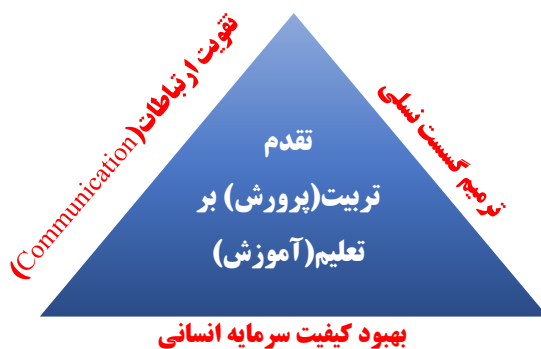 تقویت ارتباطات(Communication)
ترمیم گسست نسلی
تقدم
تربیت(پرورش) بر
تعلیم(آموزش)
بهبود کیفیت سرمایه انسانی